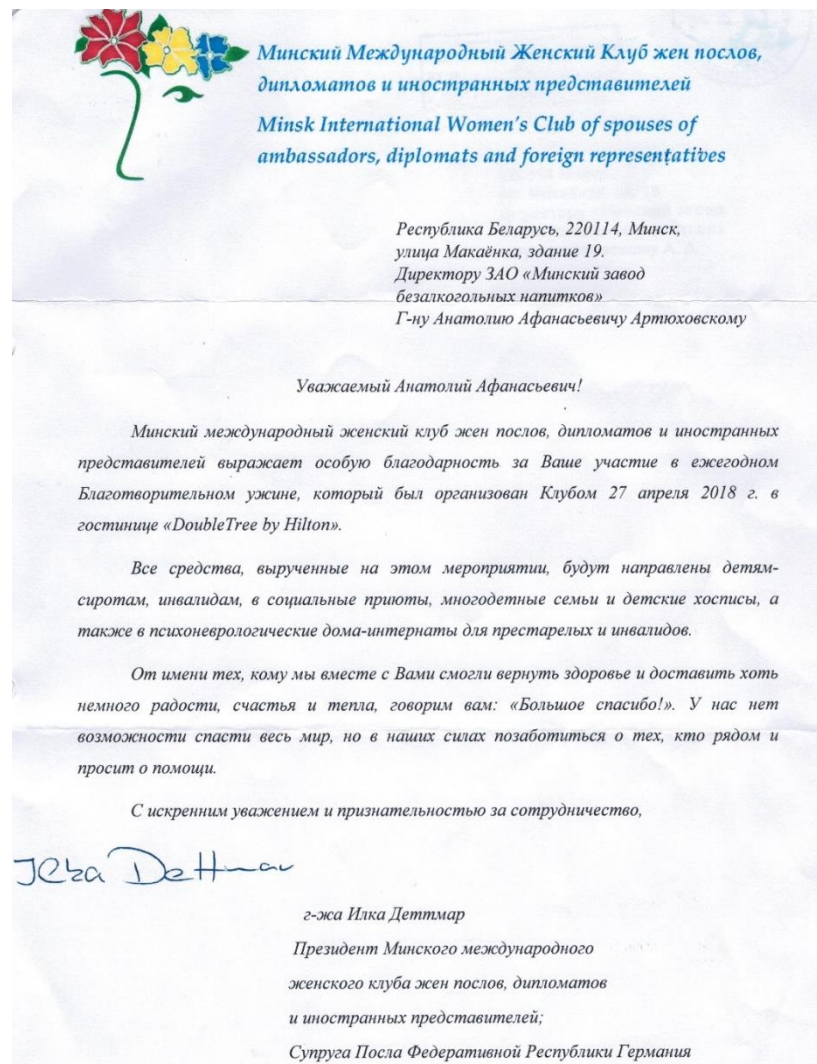 Минский Международный Женский Клуб жен послов,
дипломатов и иностранных представителей
Minsk International Women's Club of spouses of
ambassadors, diplomats and foreign representatives
Республика Беларусь, 220114, Минск,
улица Макаёнка, здание 19.
Директору ЗАО «Минский завод
безалкогольных напитков»
Г-ну Анатолию Афанасьевичу Артюховскому
Уважаемый Анатолий Афанасьевич!
Минский международный женский клуб жен послов, дипломатов и иностранных
представителей выражает особую благодарность за Ваше участие в ежегодном
Благотворительном ужине, который был организован Клубом 27 апреля 2018 г. в
гостинице «DoubleTree by Hilton».
Все средства, вырученные на этом мероприятии, будут направлены детям-
сиротам, инвалидам, в социальные приюты, многодетные семьи и детские хосписы, а
также в психоневрологические дома-интернаты для престарелых и инвалидов.
От имени тех, кому мы вместе с Вами смогли вернуть здоровье и доставить хоть
немного радости, счастья и тепла, говорим вам: «Большое спасибо!». У нас нет
возможности спасти весь мир, но в наших силах позаботиться о тех, кто рядом и
просит о помощи.
С искренним уважением и признательностью за сотрудничество,
Ilka Dettmar
г-жа Илка Деттмар
Президент Минского международного
женского клуба жен послов, дипломатов
и иностранных представителей;
Супруга Посла Федеративной Республики Германия